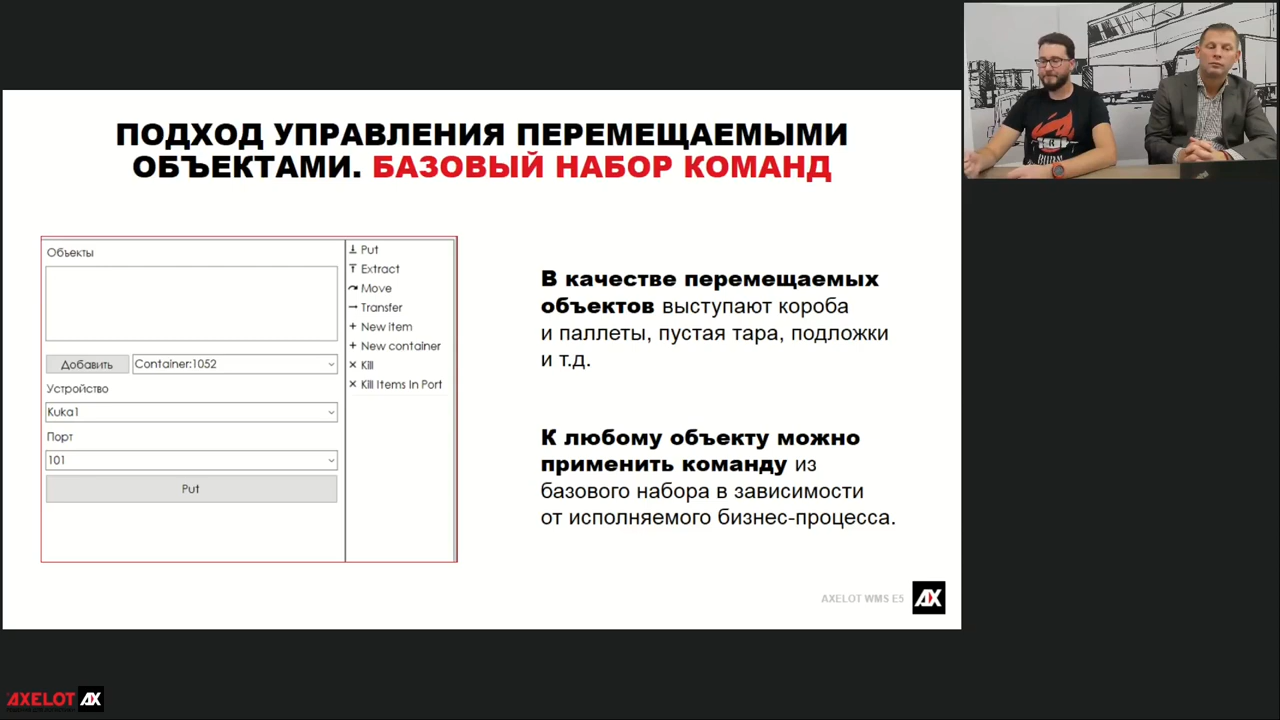 ПОДХОД УПРАВЛЕНИЯ ПЕРЕМЕЩАЕМЫМИ
ОБЪЕКТАМИ. БАЗОВЫЙ НАБОР КОМАНД
Объекты
Добавить
Container:1052
Устройство
Kuka1
Порт
101
Put
Put
Extract
Move
Transfer
New item
New container
Kill
Kill Items In Port
В качестве перемещаемых
объектов выступают короба
и паллеты, пустая тара, подложки
и т.д.
К любому объекту можно
применить команду из
базового набора в зависимости
от исполняемого бизнес-процесса.
AXELOT WMS E5
AX
AXELOT AX